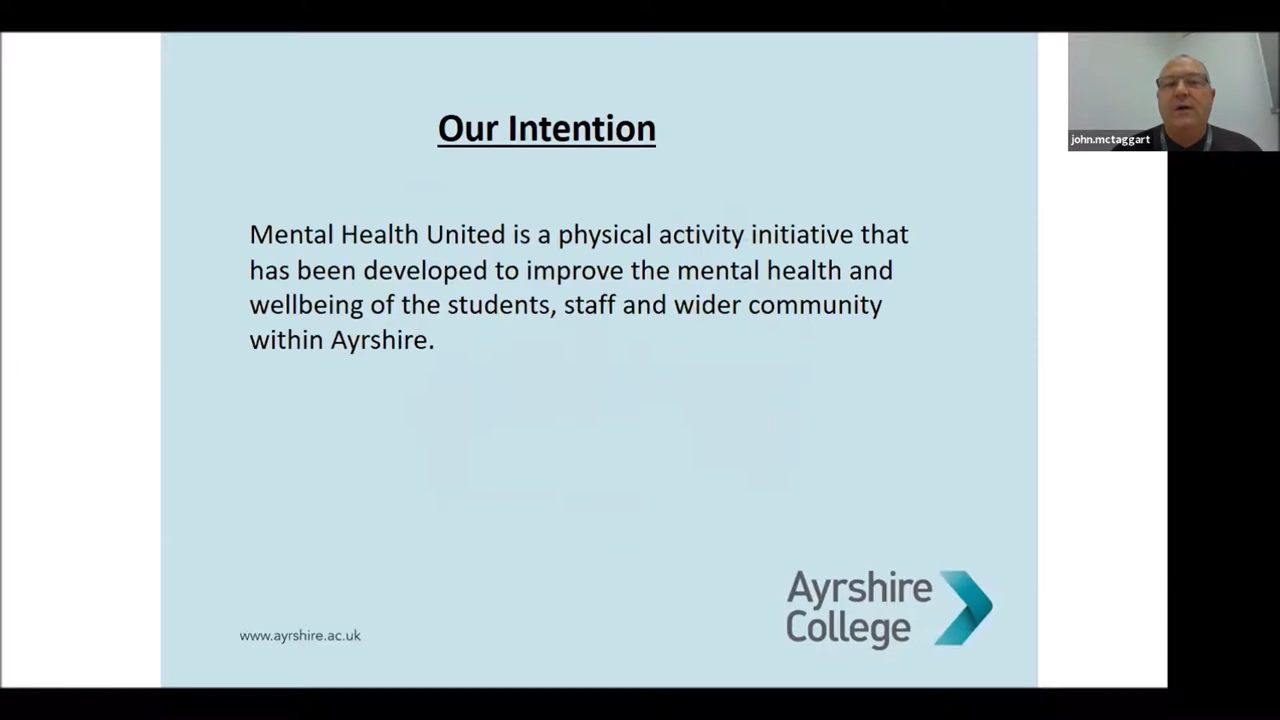 Our Intention
john.mctaggart
Mental Health United is a physical activity initiative that
has been developed to improve the mental health and
wellbeing of the students, staff and wider community
within Ayrshire.
Ayrshire
College
www.ayrshire.ac.uk